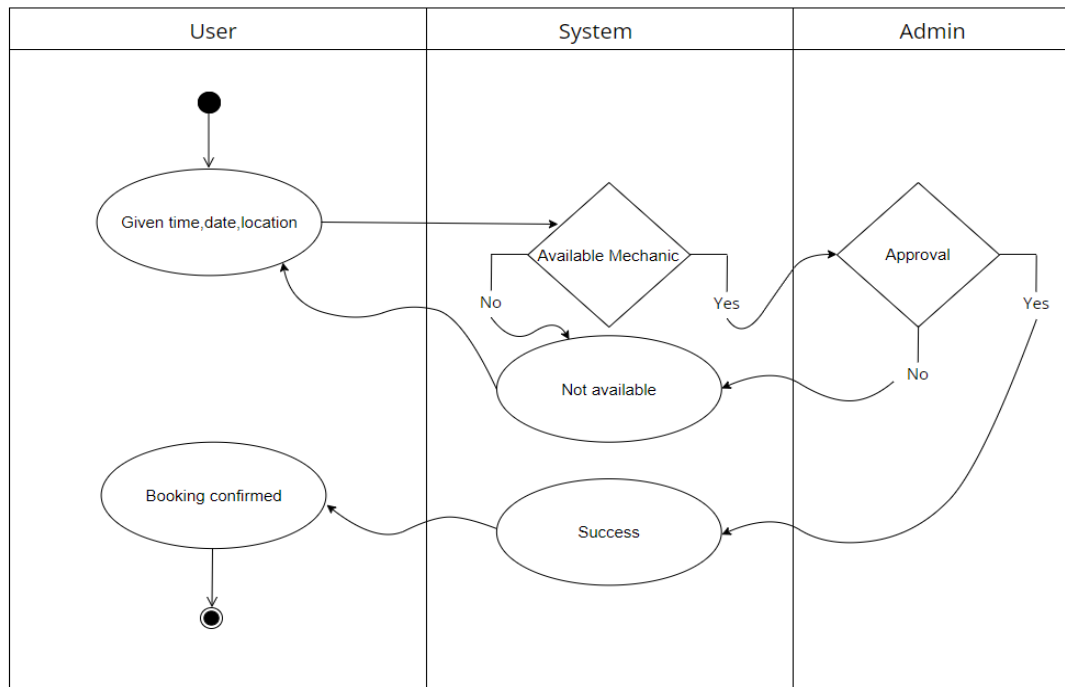 User
System
Admin
Given time,date,location
Available Mechanic
Approval
No
Yes
Yes
No
Not available
Booking confirmed
Success